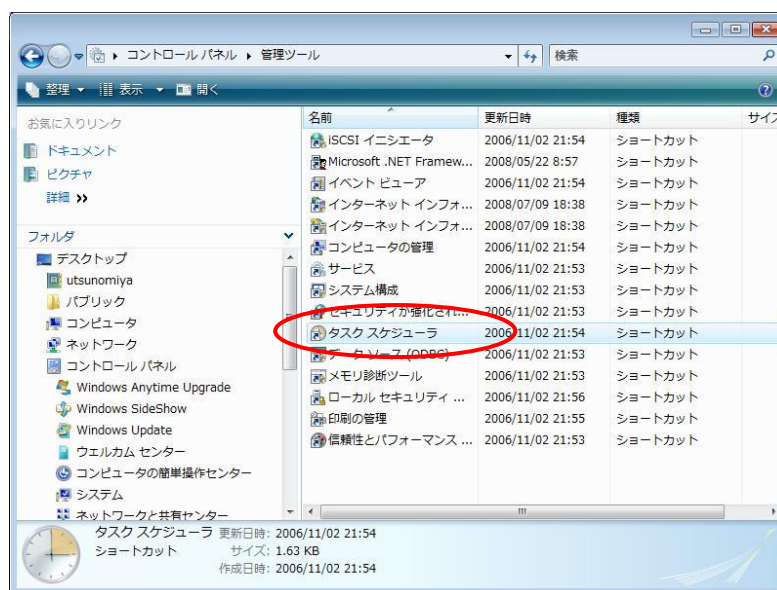 コントロール パネル ▸ 管理ツール 検索
整理 表示 開く
お気に入りリンク
ドキュメント
ピクチャ
詳細 >>
フォルダ
デスクトップ
utsunomiya
パブリック
コンピュータ
ネットワーク
コントロール パネル
Windows Anytime Upgrade
Windows SideShow
Windows Update
ウェルカム センター
コンピュータの簡単操作センター
システム
ネットワークと共有センター
名前 更新日時 種類 サイズ
iSCSI イニシエータ 2006/11/02 21:54 ショートカット
Microsoft .NET Framew... 2008/05/22 8:57 ショートカット
イベント ビューア 2006/11/02 21:54 ショートカット
インターネット インフォ... 2008/07/09 18:38 ショートカット
インターネット インフォ... 2008/07/09 18:38 ショートカット
コンピュータの管理 2006/11/02 21:54 ショートカット
サービス 2006/11/02 21:53 ショートカット
システム構成 2006/11/02 21:53 ショートカット
セキュリティが強化され... 2006/11/02 21:53 ショートカット
タスク スケジューラ 2006/11/02 21:54 ショートカット
データ ソース (ODBC) 2006/11/02 21:53 ショートカット
メモリ診断ツール 2006/11/02 21:53 ショートカット
ローカル セキュリティ ... 2006/11/02 21:56 ショートカット
印刷の管理 2006/11/02 21:55 ショートカット
信頼性とパフォーマンス ... 2006/11/02 21:53 ショートカット
タスク スケジューラ 更新日時: 2006/11/02 21:54
ショートカット サイズ: 1.63 KB
作成日時: 2006/11/02 21:54